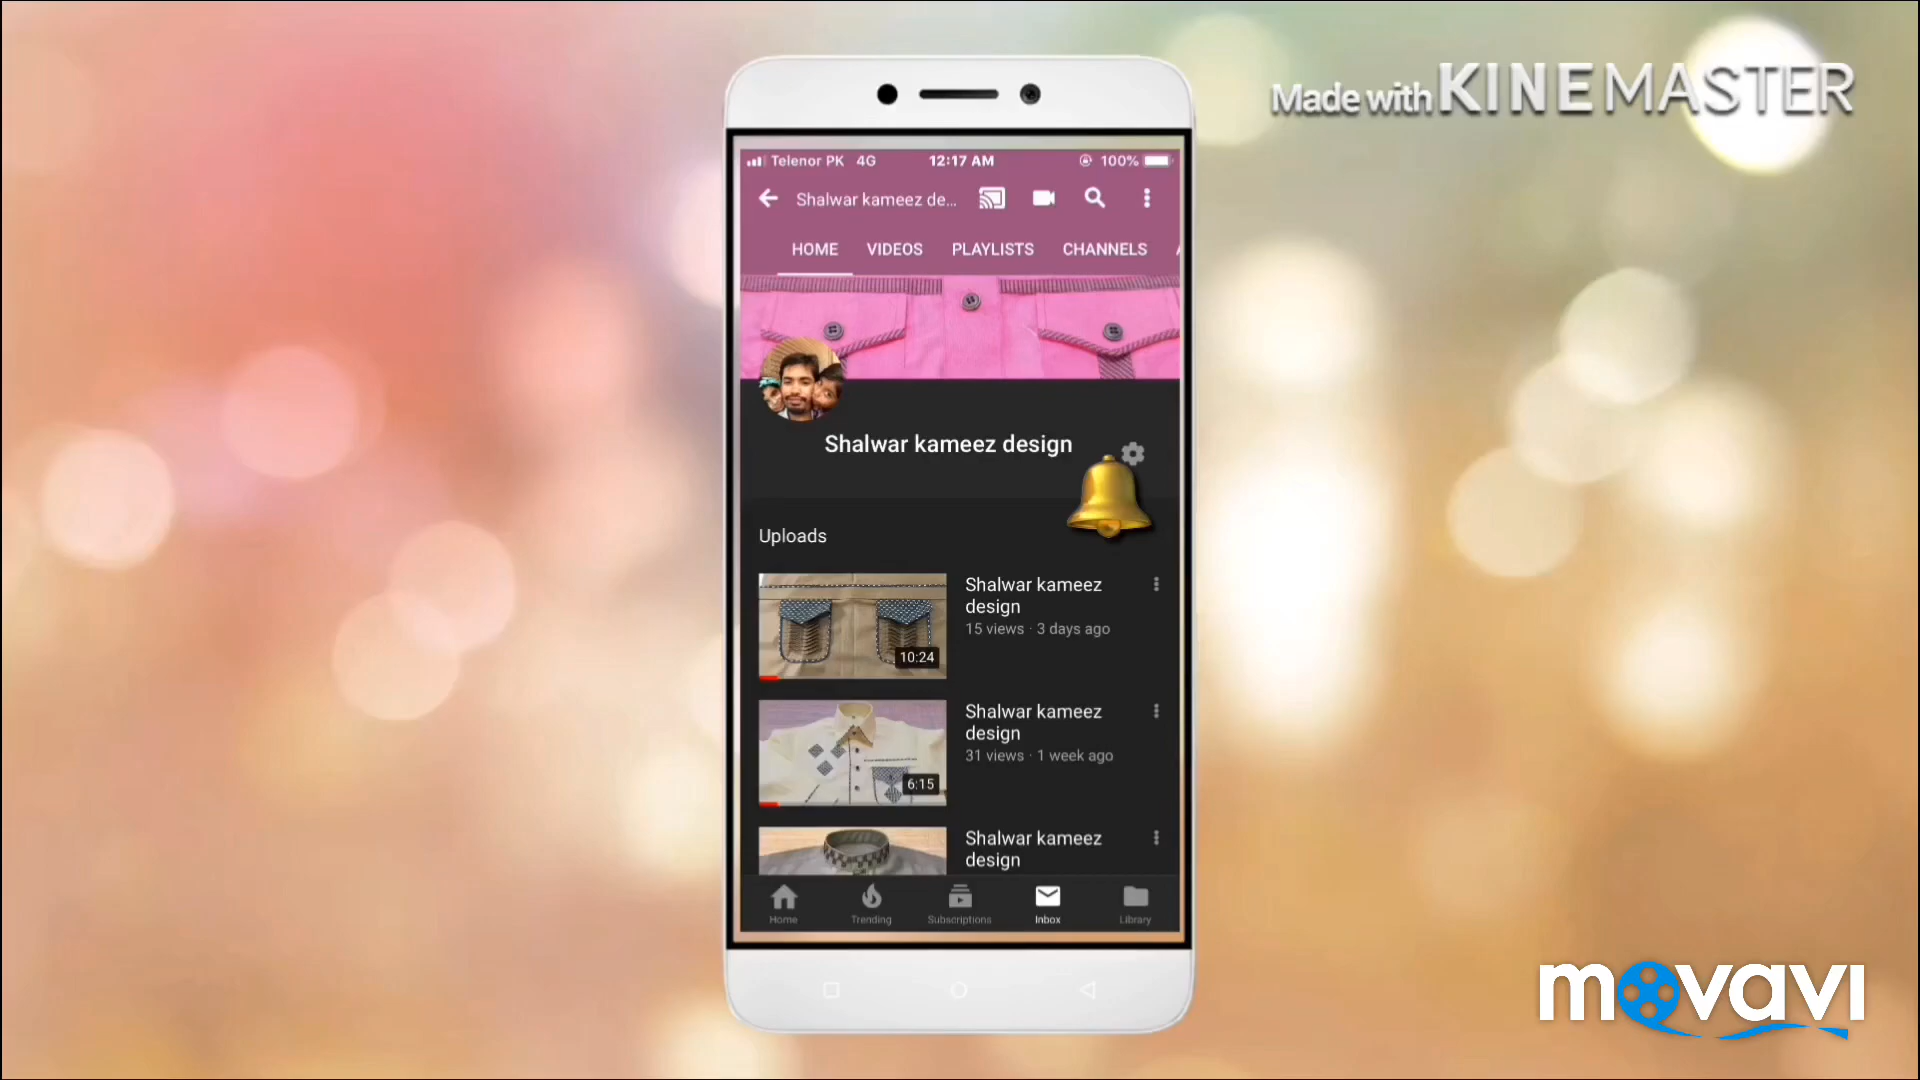 Made with KINEMASTER
Telenor PK 4G 12:17 AM 100%
Shalwar kameez de...
HOME VIDEOS PLAYLISTS CHANNELS
Shalwar kameez design
Uploads
Shalwar kameez
design
15 views · 3 days ago
10:24
Shalwar kameez
design
31 views · 1 week ago
6:15
Shalwar kameez
design
Home Trending Subscriptions Inbox Library
movavi